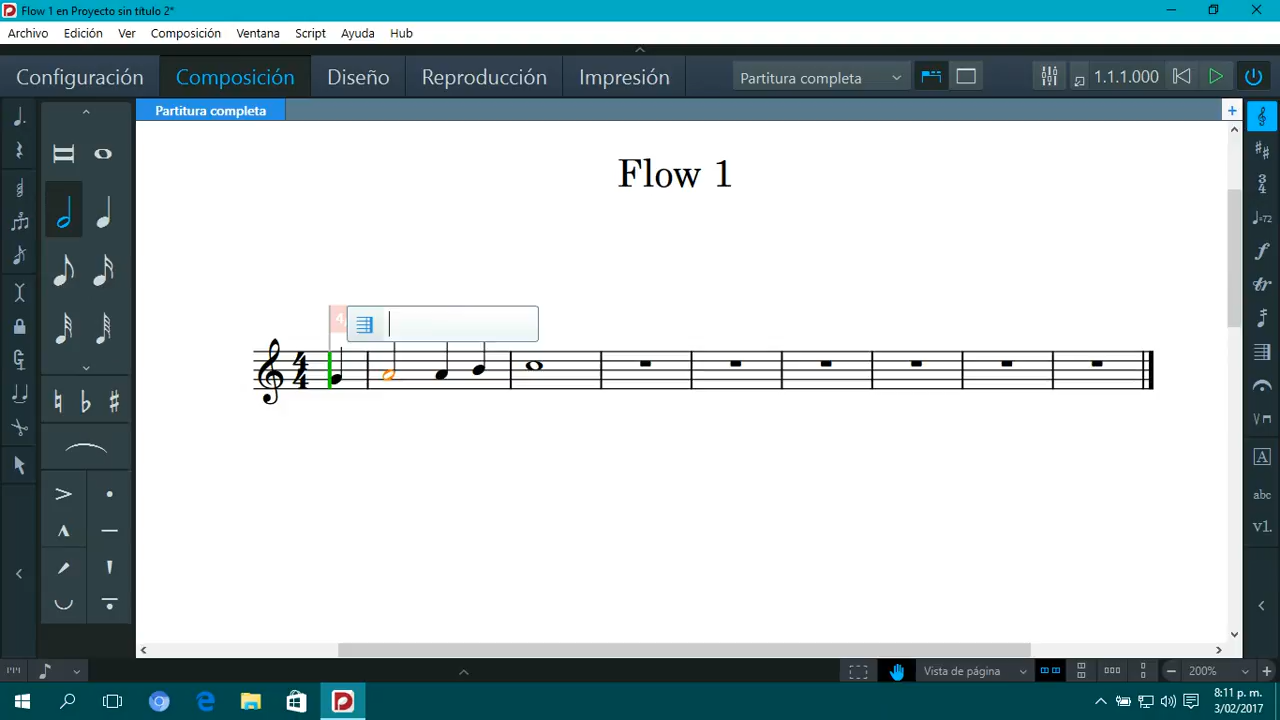 Flow 1 en Proyecto sin título 2*
Archivo Edición Ver Composición Ventana Script Ayuda Hub
Configuración Composición Diseño Reproducción Impresión Partitura completa 1.1.1.000
Partitura completa
Flow 1
4
4
abc
v1.
Vista de página 200%
8:11 p. m.
3/02/2017